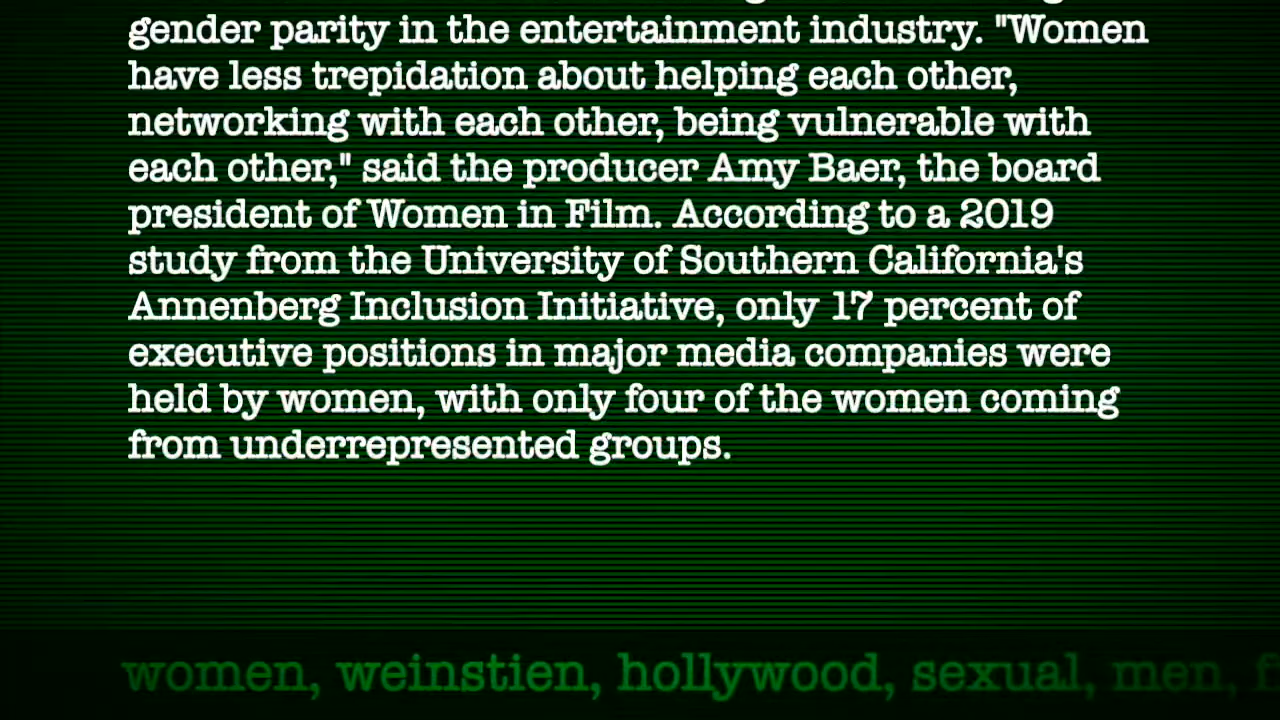 gender parity in the entertainment industry. "Women
have less trepidation about helping each other,
networking with each other, being vulnerable with
each other," said the producer Amy Baer, the board
president of Women in Film. According to a 2019
study from the University of Southern California's
Annenberg Inclusion Initiative, only 17 percent of
executive positions in major media companies were
held by women, with only four of the women coming
from underrepresented groups.
women, weinstien, hollywood, sexual, men,